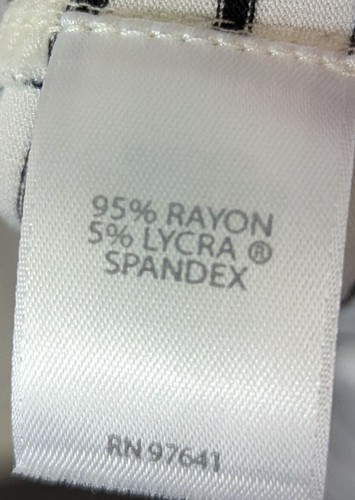 95% RAYON
5% LYCRA ®
SPANDEX
RN 97641